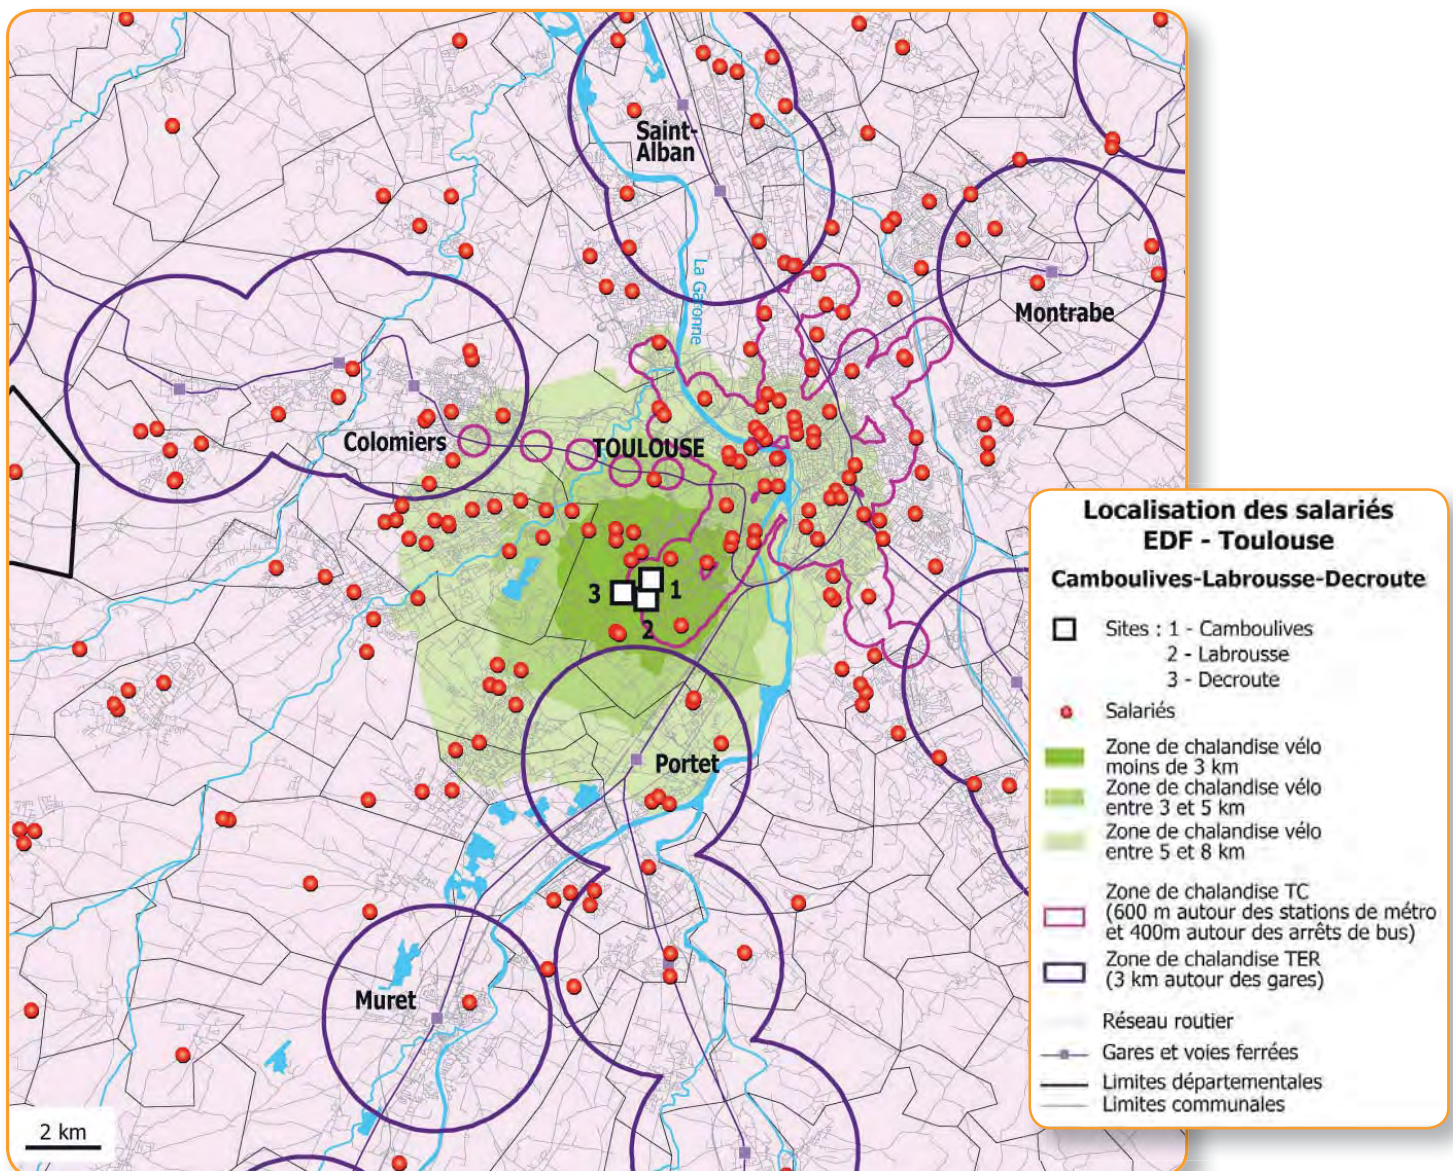 Saint-
Alban
La Garonne
Montrabe
Colomiers
TOULOUSE
3
1
2
Portet
Muret
2 km
Localisation des salariés
EDF - Toulouse
Camboulives-Labrousse-Decroute
Sites : 1 - Camboulives
2 - Labrousse
3 - Decroute
Salariés
Zone de chalandise vélo
moins de 3 km
Zone de chalandise vélo
entre 3 et 5 km
Zone de chalandise vélo
entre 5 et 8 km
Zone de chalandise TC
(600 m autour des stations de métro
et 400m autour des arrêts de bus)
Zone de chalandise TER
(3 km autour des gares)
Réseau routier
Gares et voies ferrées
Limites départementales
Limites communales